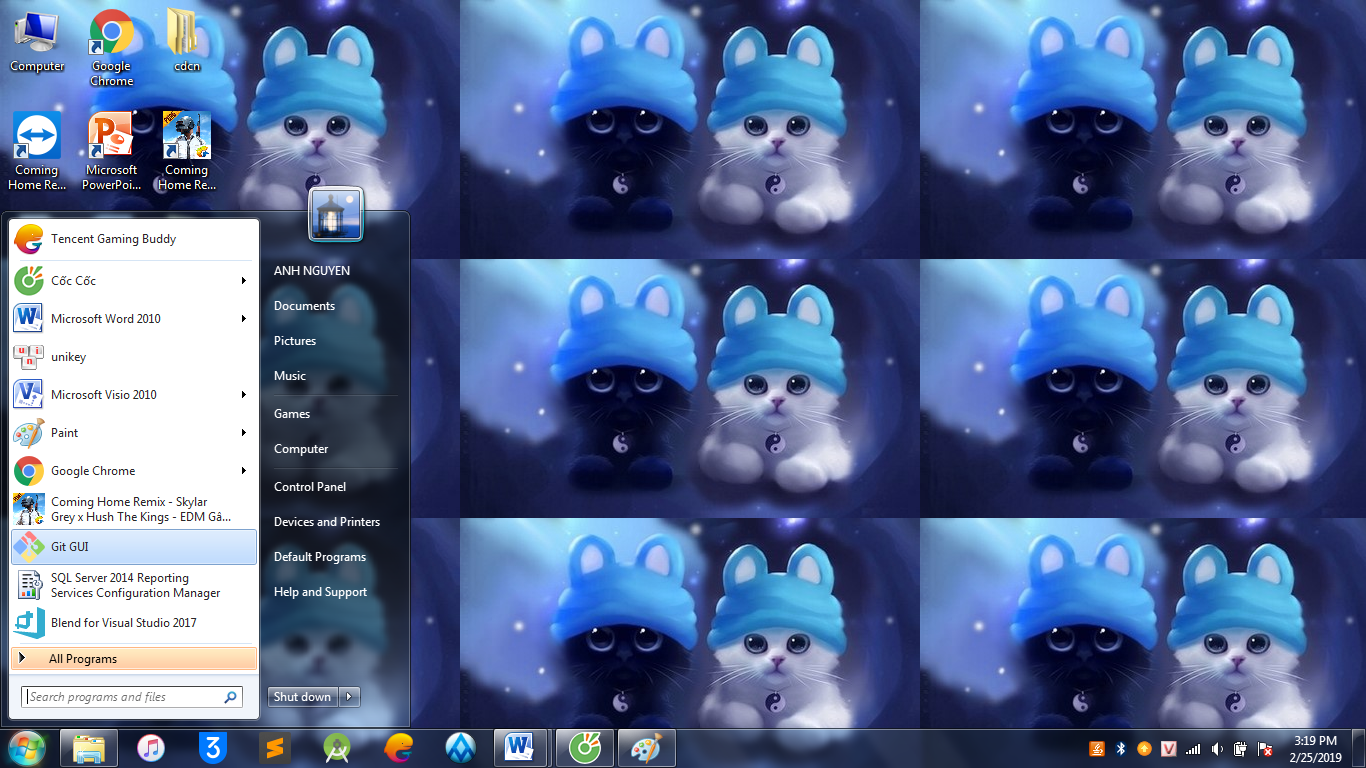 Computer
Google
Chrome
cdcn
Coming
Home Re...
Microsoft
PowerPoi...
Coming
Home Re...
Tencent Gaming Buddy
Cốc Cốc
Microsoft Word 2010
unikey
Microsoft Visio 2010
Paint
Google Chrome
Coming Home Remix - Skylar
Grey x Hush The Kings - EDM Gâ...
Git GUI
SQL Server 2014 Reporting
Services Configuration Manager
Blend for Visual Studio 2017
All Programs
Search programs and files
ANH NGUYEN
Documents
Pictures
Music
Games
Computer
Control Panel
Devices and Printers
Default Programs
Help and Support
Shut down
3:19 PM
2/25/2019